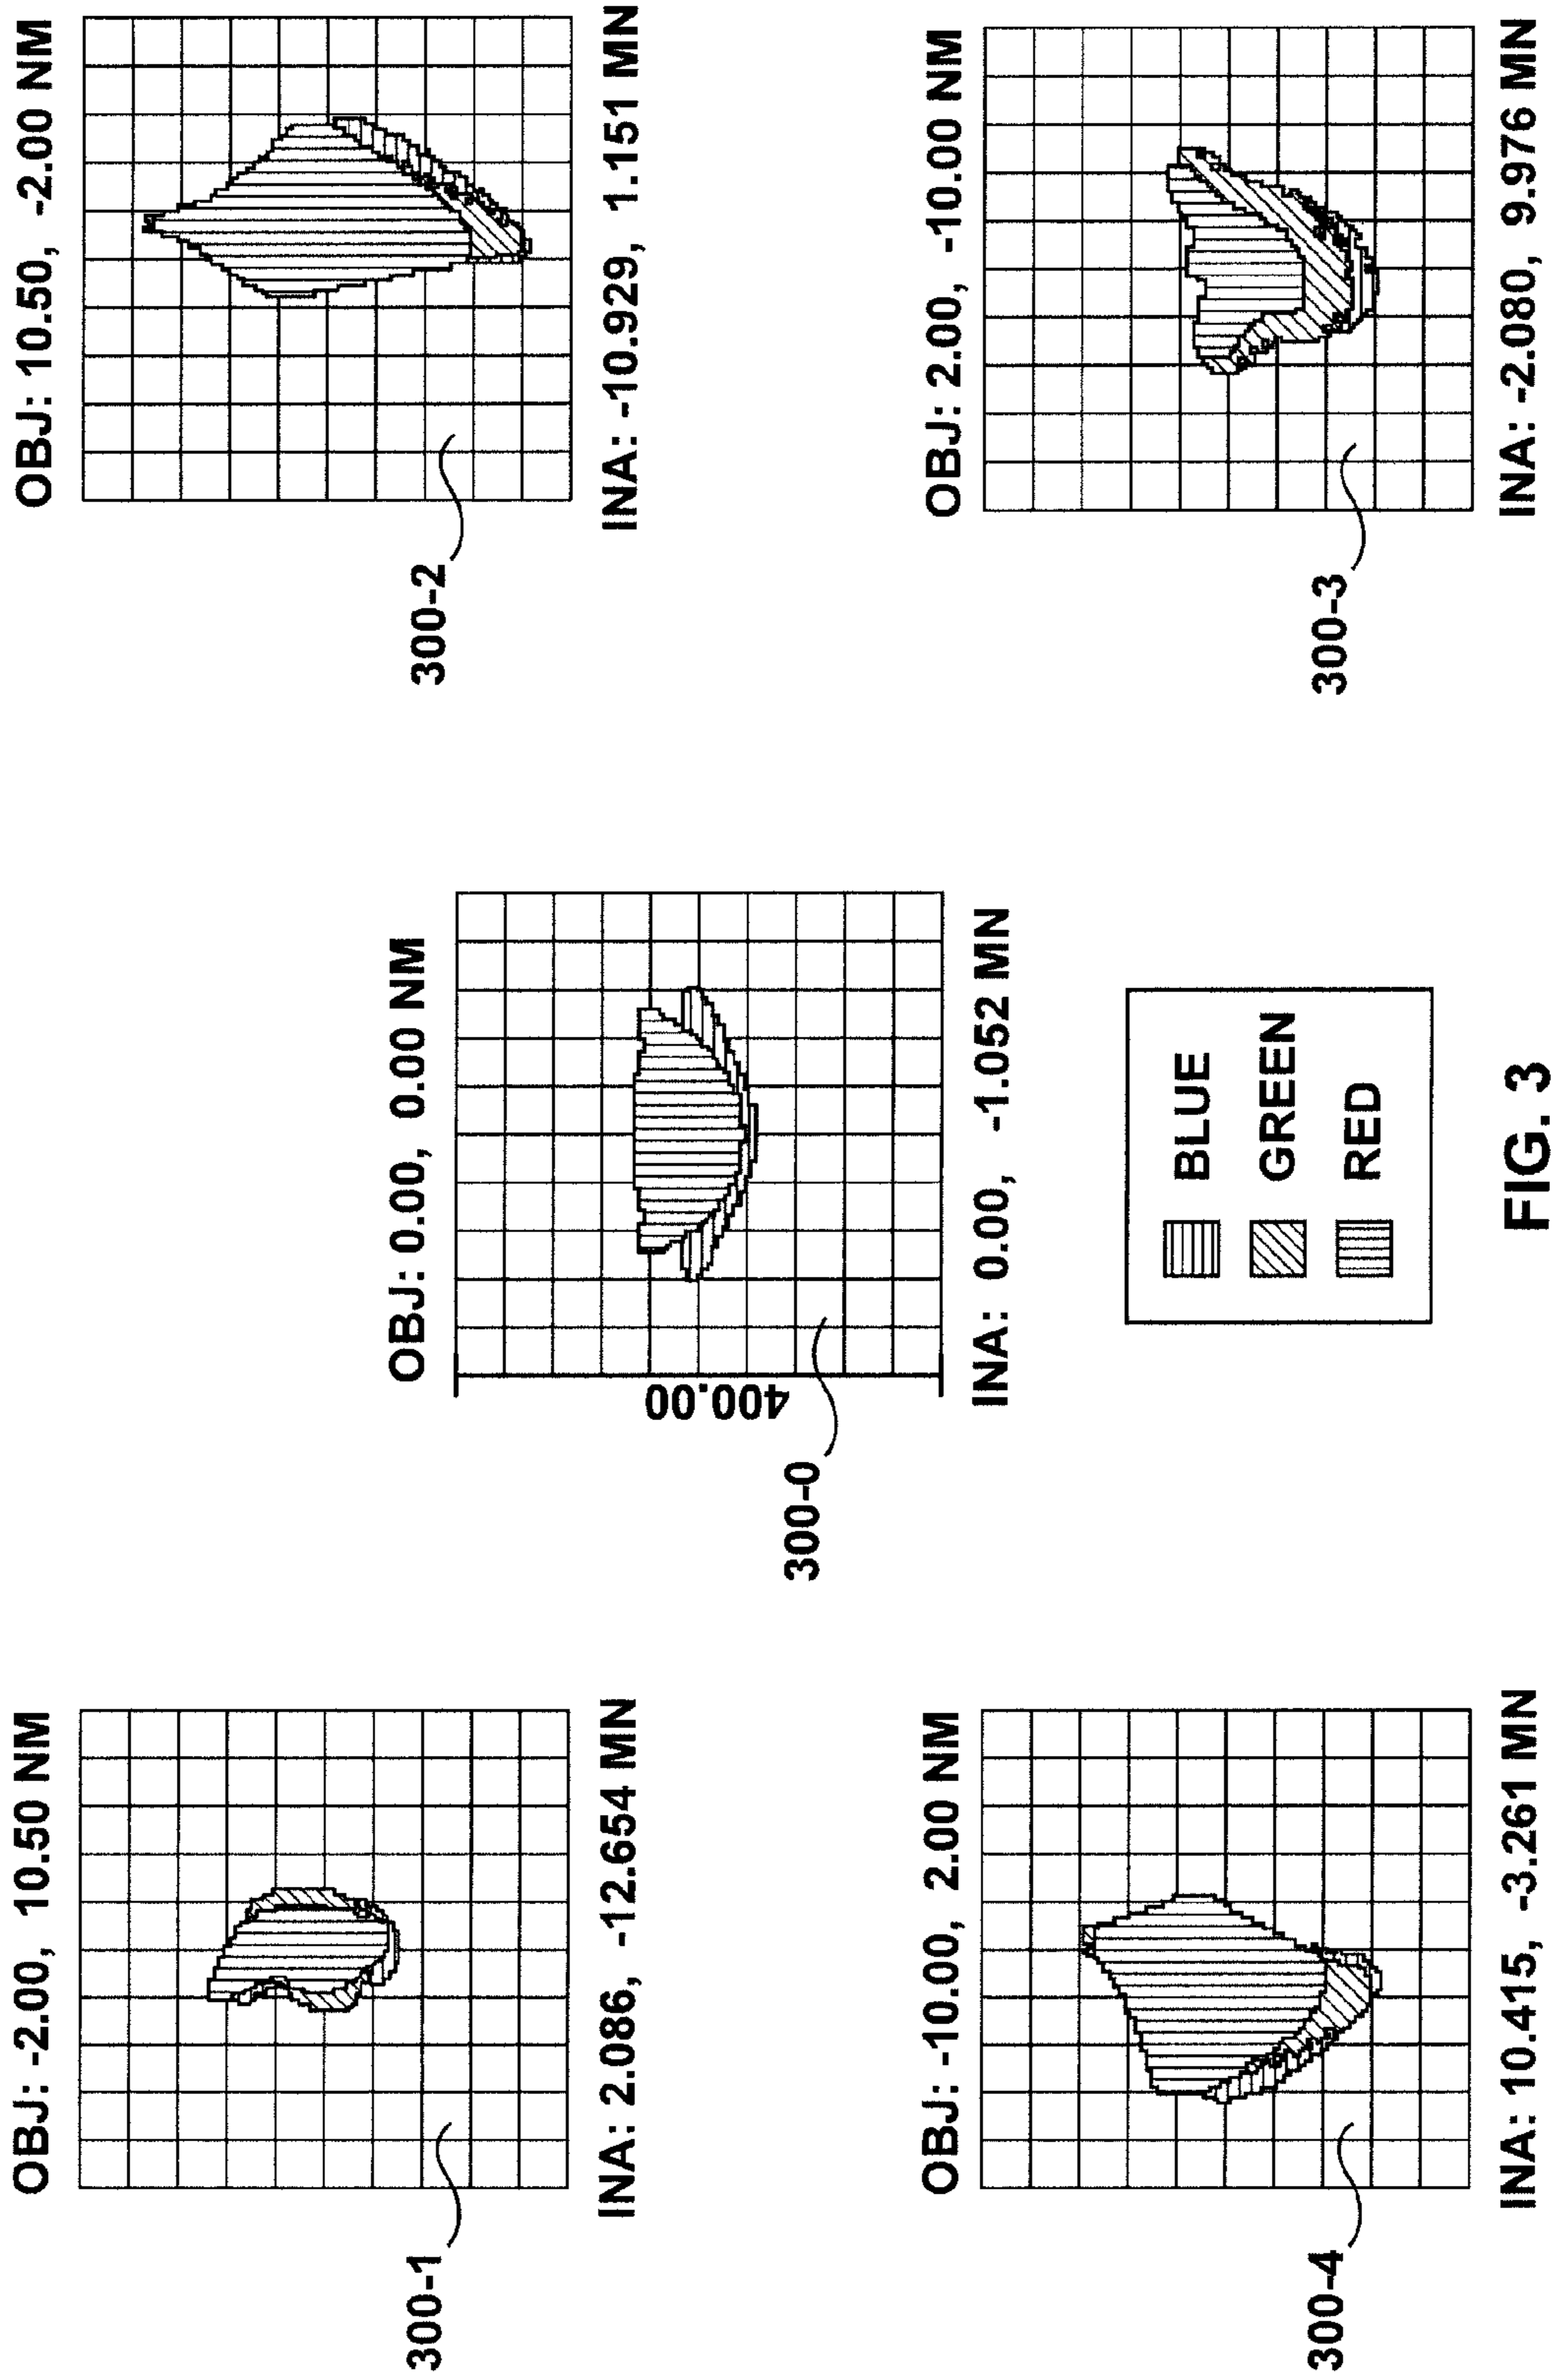 OBJ: -2.00, 10.50 NM
300-1
INA: 2.086, -12.654 MN
OBJ: 10.50, -2.00 NM
300-2
INA: -10.929, 1.151 MN
OBJ: 0.00, 0.00 NM
400.00
300-0
INA: 0.00, -1.052 MN
OBJ: -10.00, 2.00 NM
300-4
INA: 10.415, -3.261 MN
OBJ: 2.00, -10.00 NM
300-3
INA: -2.080, 9.976 MN
BLUE
GREEN
RED
FIG. 3